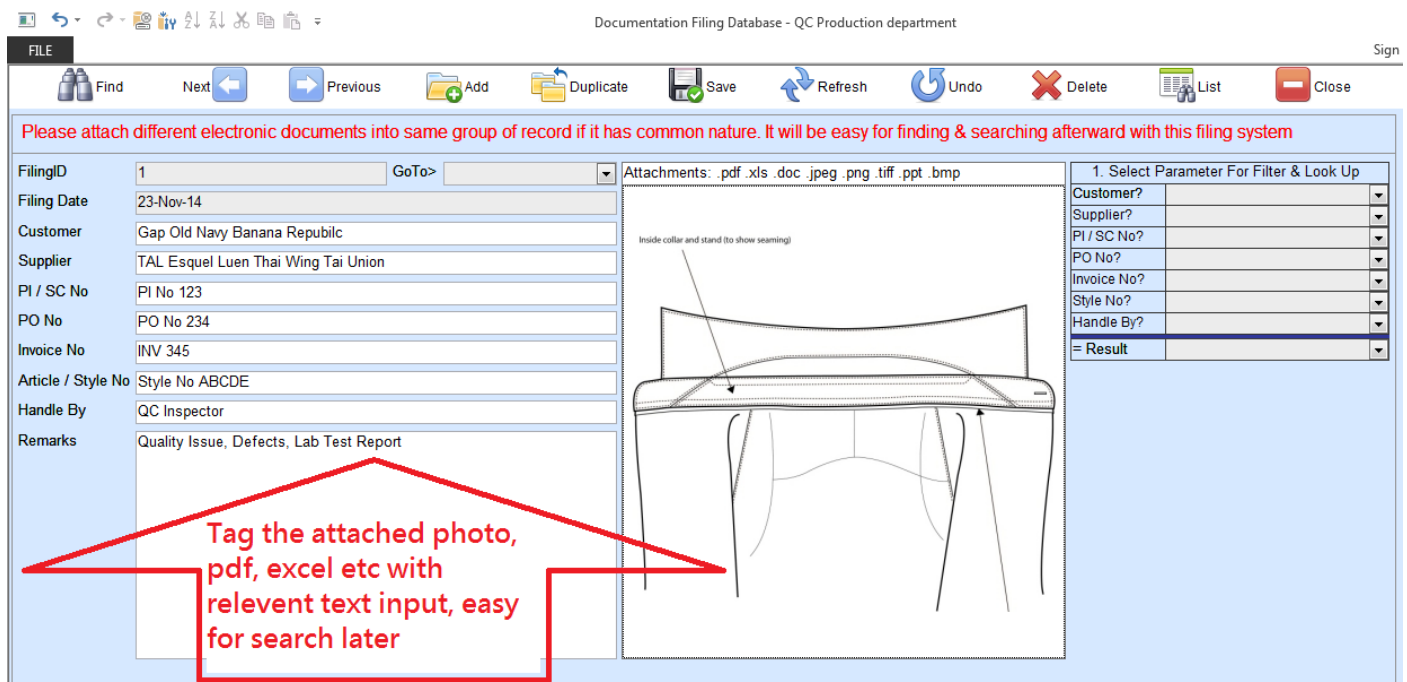 Documentation Filing Database - QC Production department
FILE
Sign
Find Next Previous Add Duplicate Save Refresh Undo Delete List Close
Please attach different electronic documents into same group of record if it has common nature. It will be easy for finding & searching afterward with this filing system
FilingID 1 GoTo>
Filing Date 23-Nov-14
Customer Gap Old Navy Banana Repubilc
Supplier TAL Esquel Luen Thai Wing Tai Union
PI / SC No PI No 123
PO No PO No 234
Invoice No INV 345
Article / Style No Style No ABCDE
Handle By QC Inspector
Remarks Quality Issue, Defects, Lab Test Report
Tag the attached photo,
pdf, excel etc with
relevent text input, easy
for search later
Attachments: .pdf .xls .doc .jpeg .png .tiff .ppt .bmp
Inside collar and stand (to show seaming)
1. Select Parameter For Filter & Look Up
Customer?
Supplier?
PI / SC No?
PO No?
Invoice No?
Style No?
Handle By?
= Result